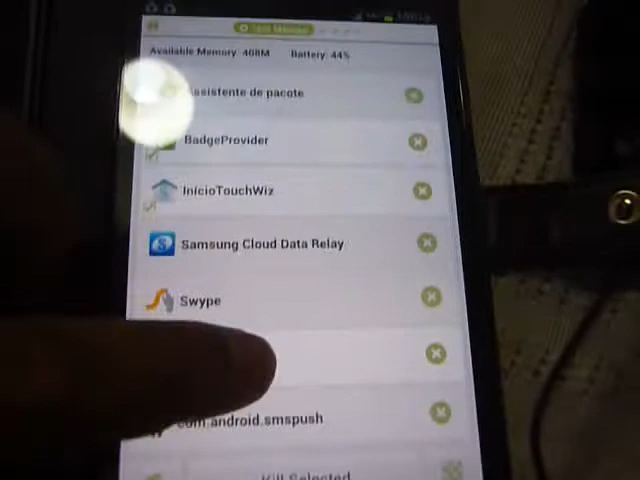 Available Memory: 408M Battery: 44%
Assistente de pacote
BadgeProvider
InícioTouchWiz
Samsung Cloud Data Relay
Swype
com.android.smspush
Kill Selected